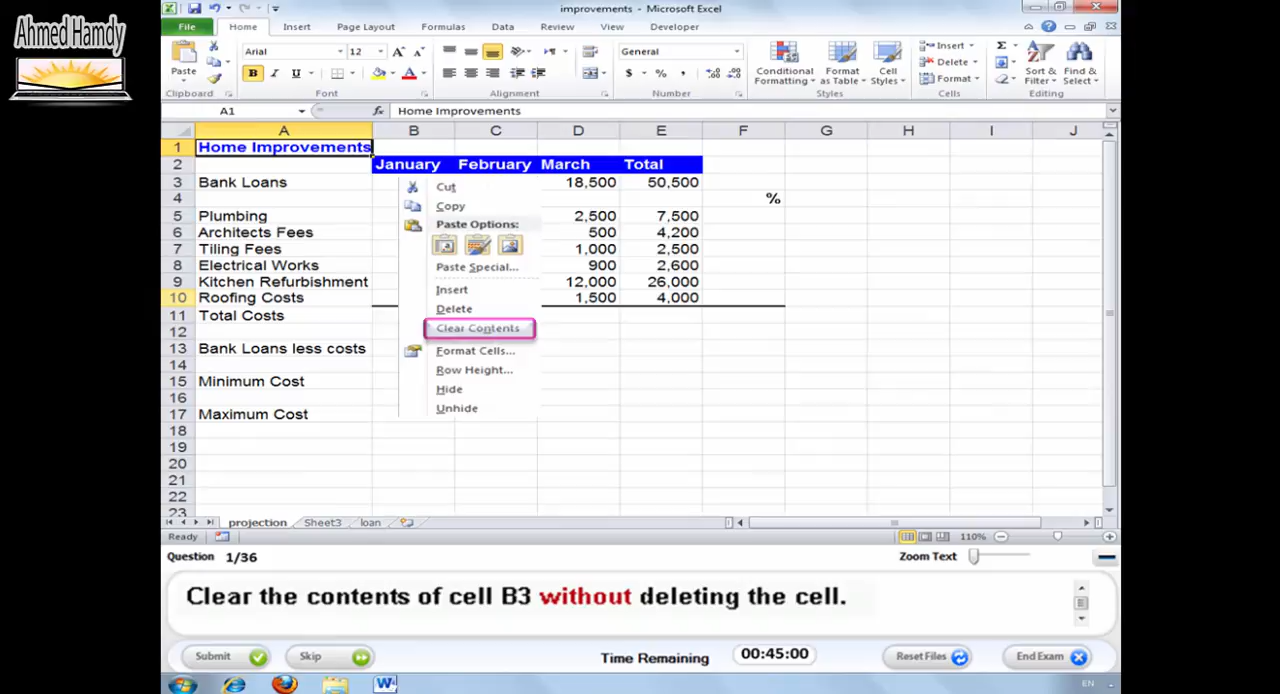 Ahmed Hamdy
improvements - Microsoft Excel
File Home Insert Page Layout Formulas Data Review View Developer
Paste
Arial 12
General
Conditional Formatting
Format as Table
Cell Styles
Insert
Delete
Format
Sort & Filter
Find & Select
Clipboard Font Alignment Number Styles Cells Editing
A1 fx Home Improvements
A B C D E F G H I J
1 Home Improvements
2 January February March Total
3 Bank Loans 18,500 50,500
4 %
5 Plumbing 2,500 7,500
6 Architects Fees 500 4,200
7 Tiling Fees 1,000 2,500
8 Electrical Works 900 2,600
9 Kitchen Refurbishment 12,000 26,000
10 Roofing Costs 1,500 4,000
11 Total Costs
12
13 Bank Loans less costs
14
15 Minimum Cost
16
17 Maximum Cost
18
19
20
21
22
23
Cut
Copy
Paste Options:
Paste Special...
Insert
Delete
Clear Contents
Format Cells...
Row Height...
Hide
Unhide
projection Sheet3 loan
Ready 110%
Question 1/36 Zoom Text
Clear the contents of cell B3 without deleting the cell.
Submit Skip Time Remaining 00:45:00 Reset Files End Exam
EN